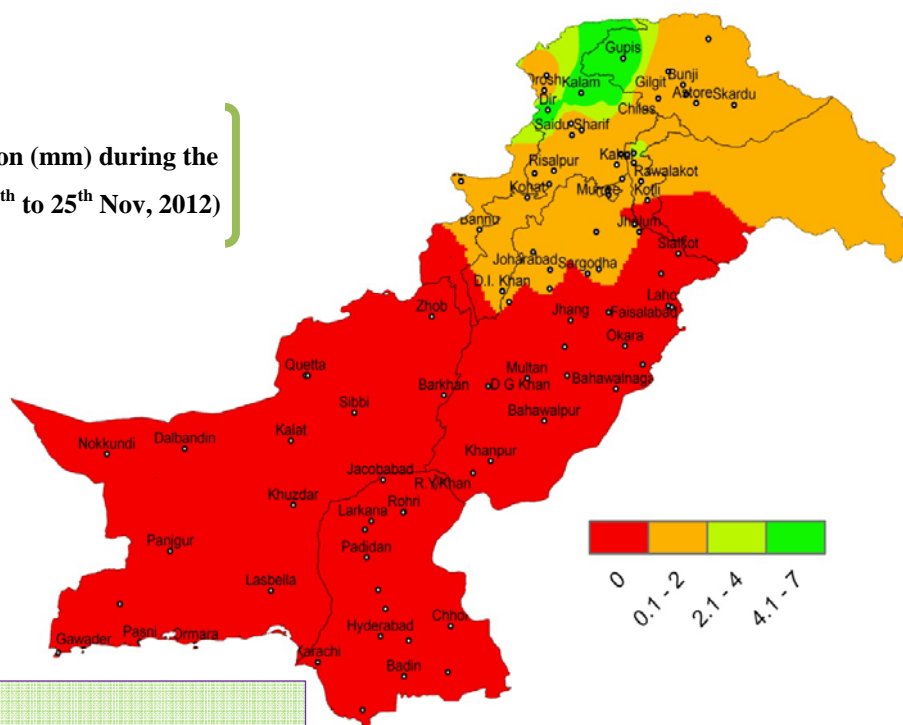 on (mm) during the
th to 25th Nov, 2012)
Gupis
Drosh
Kalam
Gilgit
Bunji
Dir
Astore
Skardu
Chilas
Saidu Sharif
Risalpur
Rawalakot
Kohat
Murree
Kotli
Bannu
Jhelum
Sialkot
Joharabad
Sargodha
D.I. Khan
Zhob
Jhang
Laho
Faisalabad
Okara
Quetta
Multan
Barkhan
D G Khan
Bahawalnaga
Sibbi
Bahawalpur
Nokkundi
Dalbandin
Kalat
Khanpur
Jacobabad
R.Y.Khan
Khuzdar
Rohri
Larkana
Panjgur
Padidan
Lasbella
Chhor
Hyderabad
Gawader
Pasni
Ormara
Karachi
Badin
0
0.1 - 2
2.1 - 4
4.1 - 7